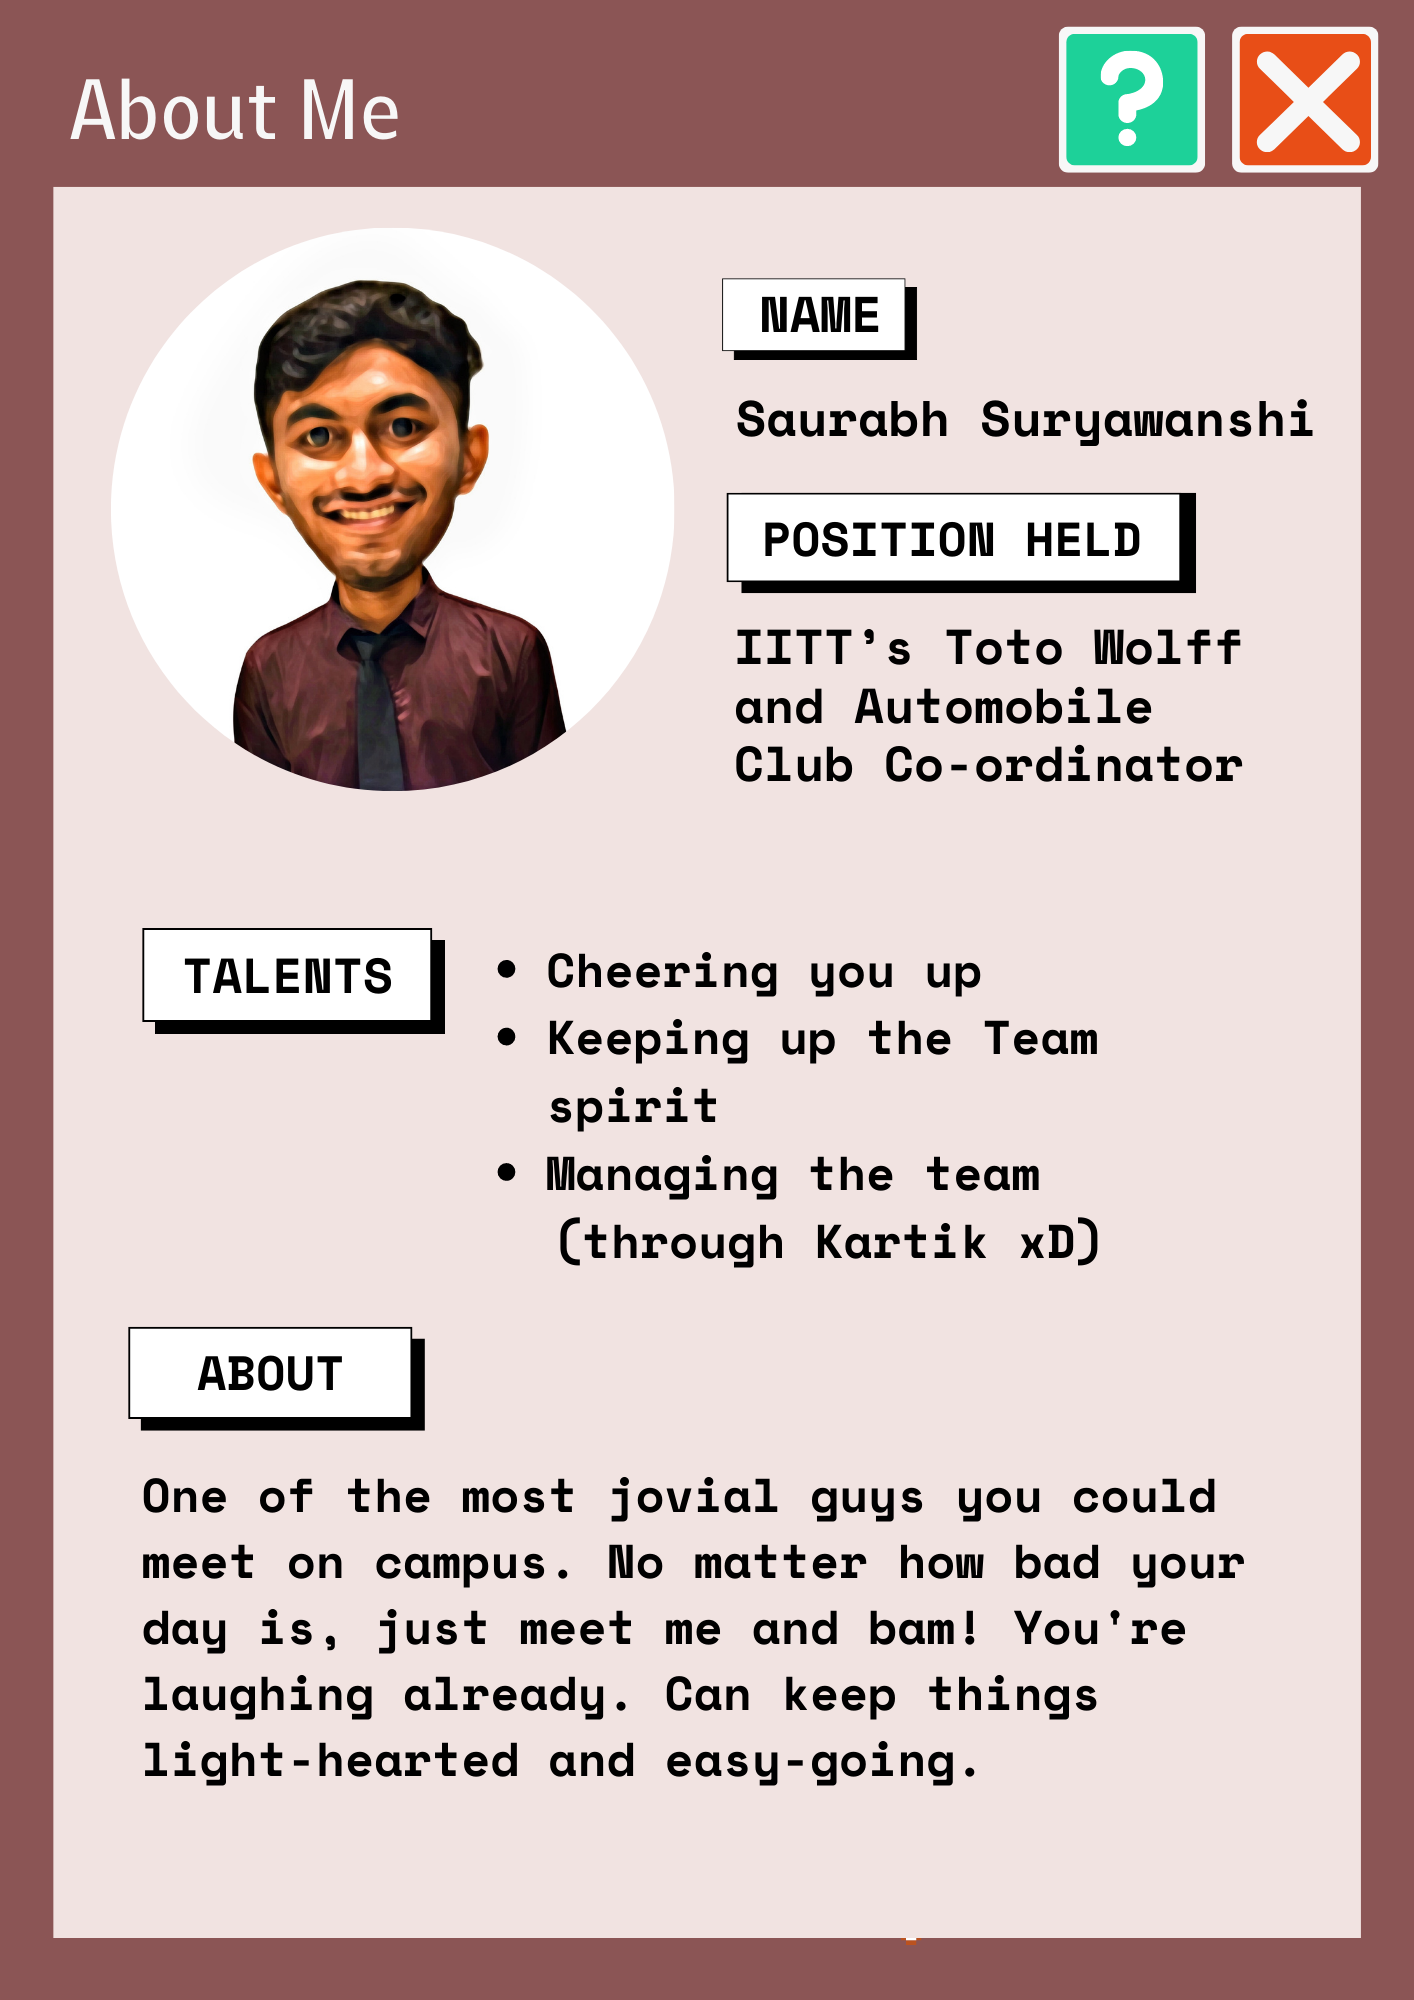 About Me
?
NAME
Saurabh Suryawanshi
POSITION HELD
IITT's Toto Wolff
and Automobile
Club Co-ordinator
TALENTS
• Cheering you up
• Keeping up the Team
spirit
• Managing the team
(through Kartik xD)
ABOUT
One of the most jovial guys you could
meet on campus. No matter how bad your
day is, just meet me and bam! You're
laughing already. Can keep things
light-hearted and easy-going.